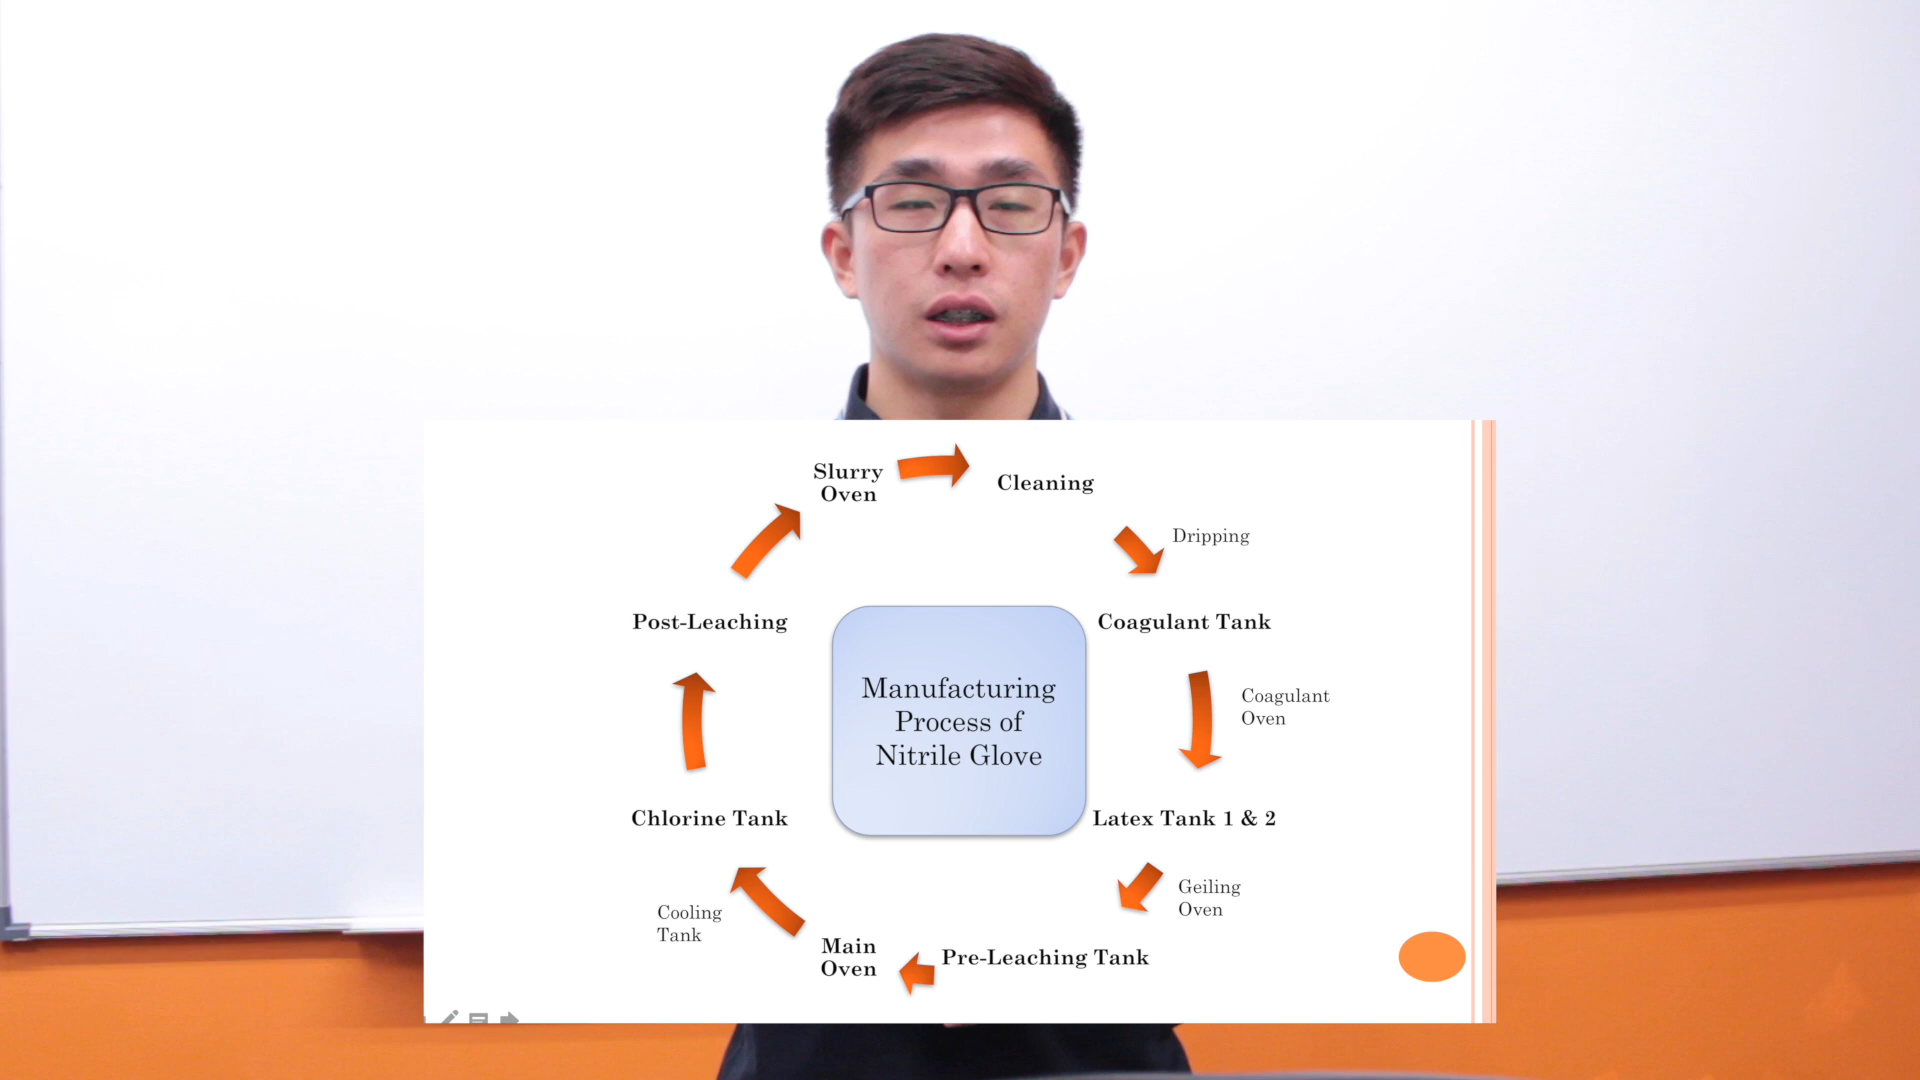 Slurry
Oven
Cleaning
Dripping
Post-Leaching
Coagulant Tank
Manufacturing
Process of
Nitrile Glove
Coagulant
Oven
Chlorine Tank
Latex Tank 1 & 2
Geiling
Oven
Cooling
Tank
Main
Oven
Pre-Leaching Tank